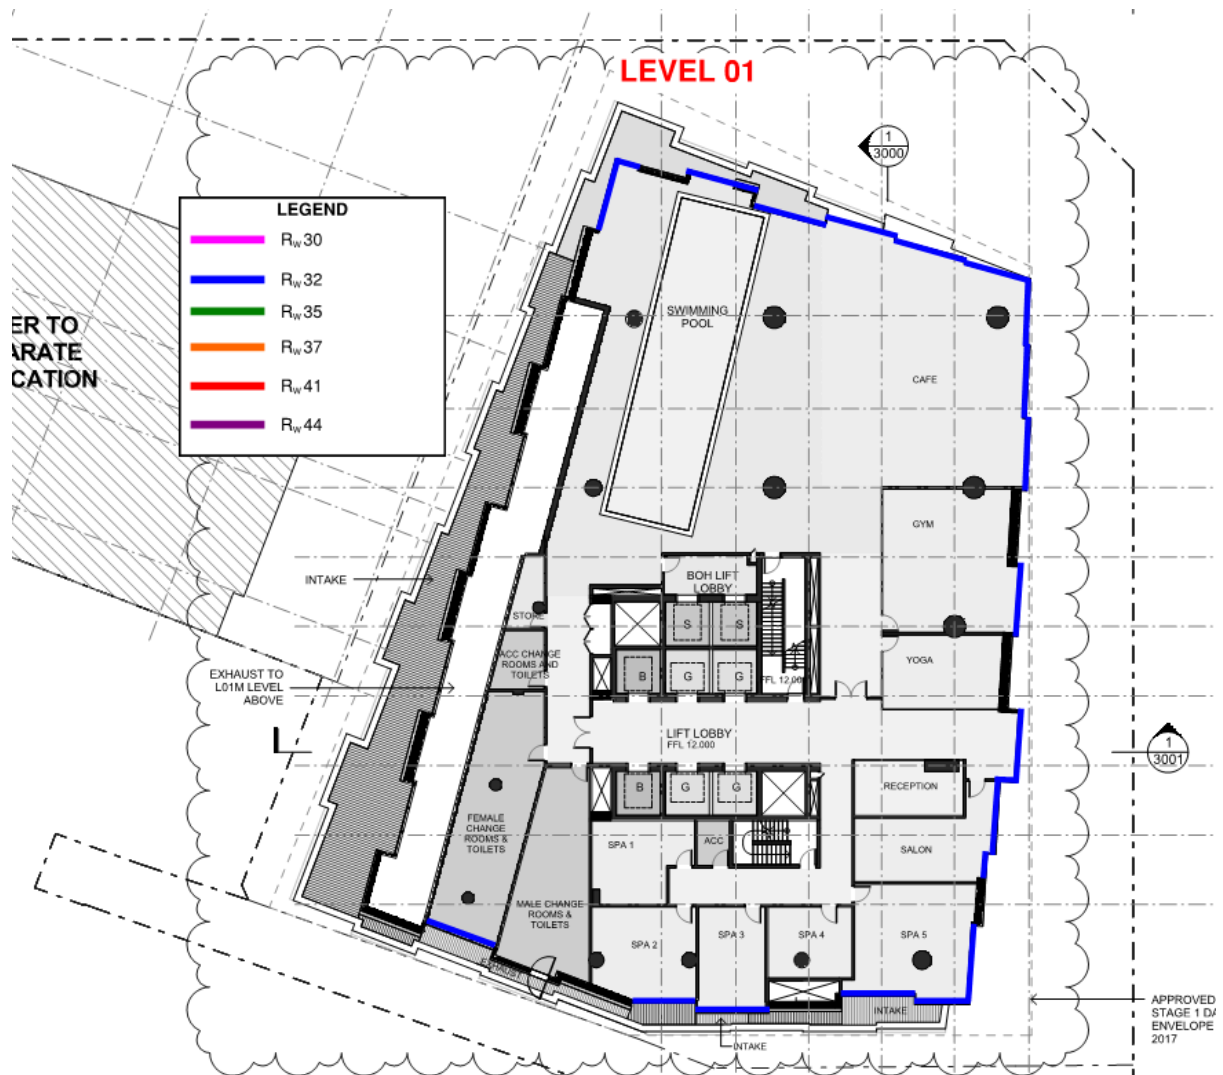 LEVEL 01
1
3000
LEGEND
Rw 30
Rw 32
Rw 35
Rw 37
Rw 41
Rw 44
ER TO
ARATE
CATION
SWIMMING
POOL
CAFE
GYM
INTAKE
BOH LIFT
LOBBY
STORE
S
S
ACC CHANGE
ROOMS AND
TOILETS
B
G
G
FFL 12.000
YOGA
EXHAUST TO
L01M LEVEL
ABOVE
LIFT LOBBY
FFL 12.000
1
3001
B
G
G
RECEPTION
FEMALE
CHANGE
ROOMS &
TOILETS
SPA 1
ACC
SALON
MALE CHANGE
ROOMS &
TOILETS
SPA 2
SPA 3
SPA 4
SPA 5
EXHAUST
INTAKE
INTAKE
APPROVED
STAGE 1 DA
ENVELOPE
2017